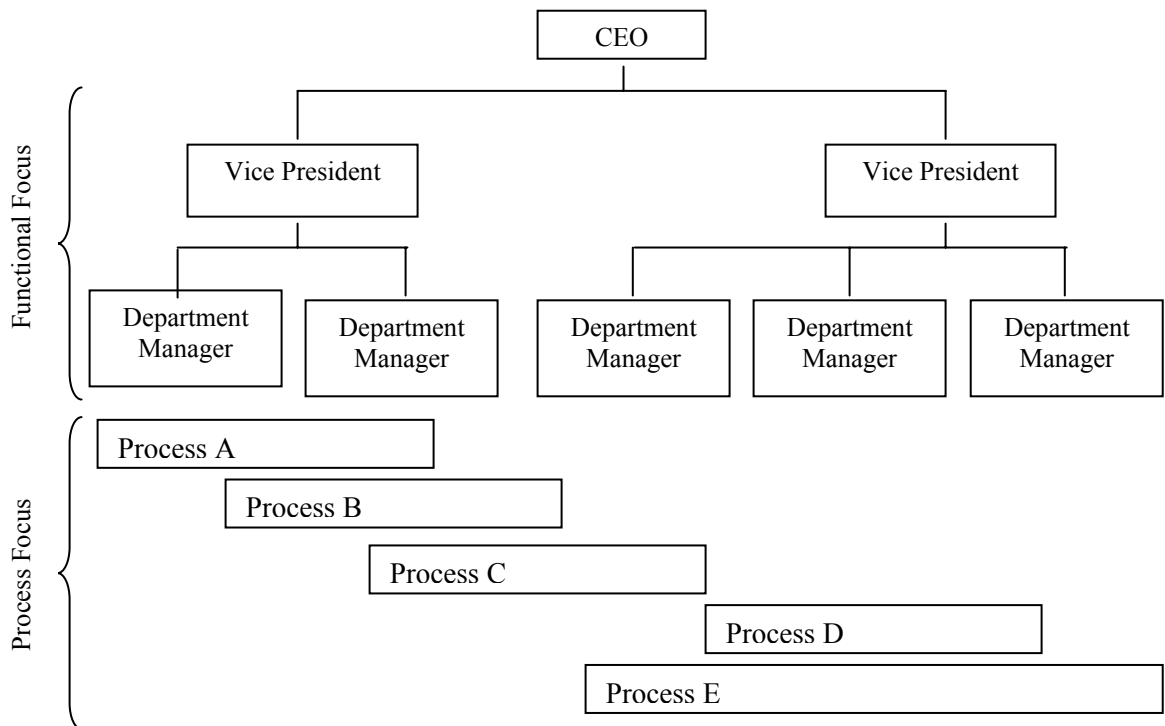 CEO
Functional Focus
Vice President
Vice President
Department
Manager
Department
Manager
Department
Manager
Department
Manager
Department
Manager
Process Focus
Process A
Process B
Process C
Process D
Process E